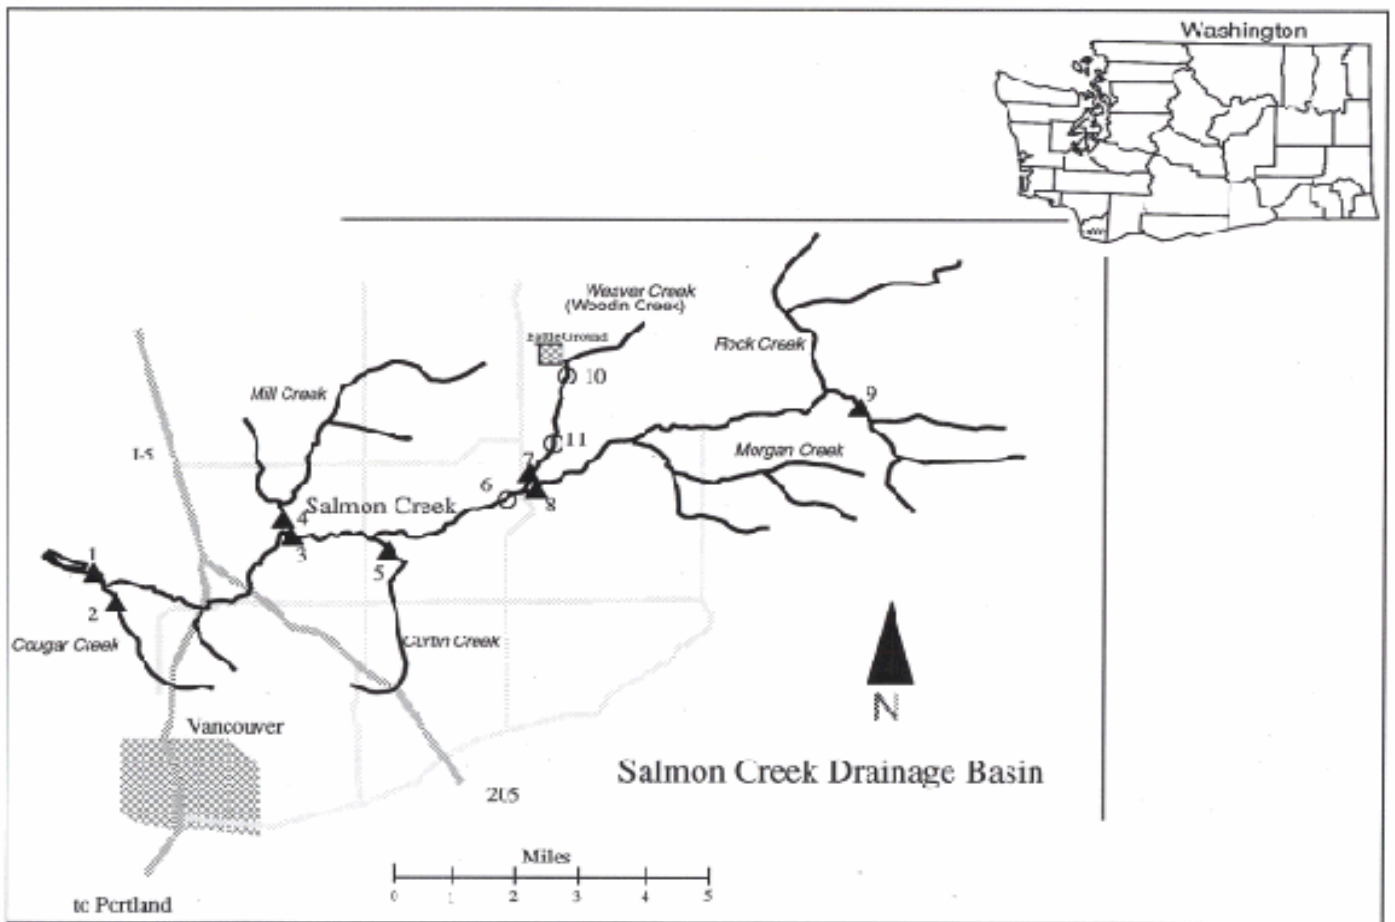 Washington
Weaver Creek
(Woodin Creek)
Battle Ground
Rock Creek
10
Mill Creek
9
11
I-5
7
Morgan Creek
6
Salmon Creek
8
4
3
1
5
2
Cougar Creek
Curtin Creek
N
Vancouver
Salmon Creek Drainage Basin
205
Miles
0 1 2 3 4 5
to Portland